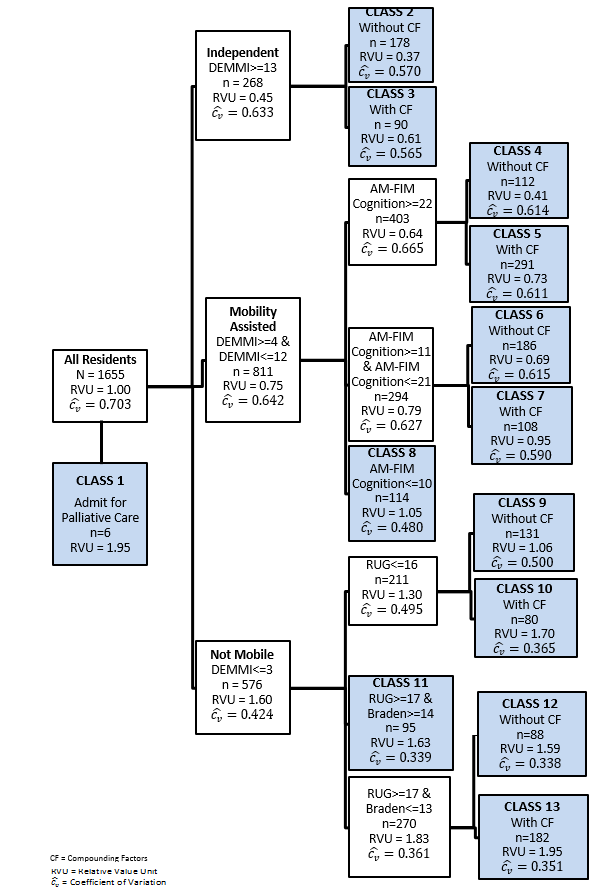 All Residents
N = 1655
RVU = 1.00
ĉᵥ = 0.703
CLASS 1
Admit for
Palliative Care
n=6
RVU = 1.95
Independent
DEMMI>=13
n = 268
RVU = 0.45
ĉᵥ = 0.633
CLASS 2
Without CF
n = 178
RVU = 0.37
ĉᵥ = 0.570
CLASS 3
With CF
n = 90
RVU = 0.61
ĉᵥ = 0.565
Mobility
Assisted
DEMMI>=4 &
DEMMI<=12
n = 811
RVU = 0.75
ĉᵥ = 0.642
AM-FIM
Cognition>=22
n=403
RVU = 0.64
ĉᵥ = 0.665
CLASS 4
Without CF
n=112
RVU = 0.41
ĉᵥ = 0.614
CLASS 5
With CF
n=291
RVU = 0.73
ĉᵥ = 0.611
AM-FIM
Cognition>=11
& AM-FIM
Cognition<=21
n=294
RVU = 0.79
ĉᵥ = 0.627
CLASS 6
Without CF
n=186
RVU = 0.69
ĉᵥ = 0.615
CLASS 7
With CF
n=108
RVU = 0.95
ĉᵥ = 0.590
CLASS 8
AM-FIM
Cognition<=10
n=114
RVU = 1.05
ĉᵥ = 0.480
Not Mobile
DEMMI<=3
n = 576
RVU = 1.60
ĉᵥ = 0.424
RUG<=16
n=211
RVU = 1.30
ĉᵥ = 0.495
CLASS 9
Without CF
n=131
RVU = 1.06
ĉᵥ = 0.500
CLASS 10
With CF
n=80
RVU = 1.70
ĉᵥ = 0.365
CLASS 11
RUG>=17 &
Braden>=14
n= 95
RVU = 1.63
ĉᵥ = 0.339
RUG>=17 &
Braden<=13
n=270
RVU = 1.83
ĉᵥ = 0.361
CLASS 12
Without CF
n=88
RVU = 1.59
ĉᵥ = 0.338
CLASS 13
With CF
n=182
RVU = 1.95
ĉᵥ = 0.351
CF = Compounding Factors
RVU = Relative Value Unit
ĉᵥ = Coefficient of Variation